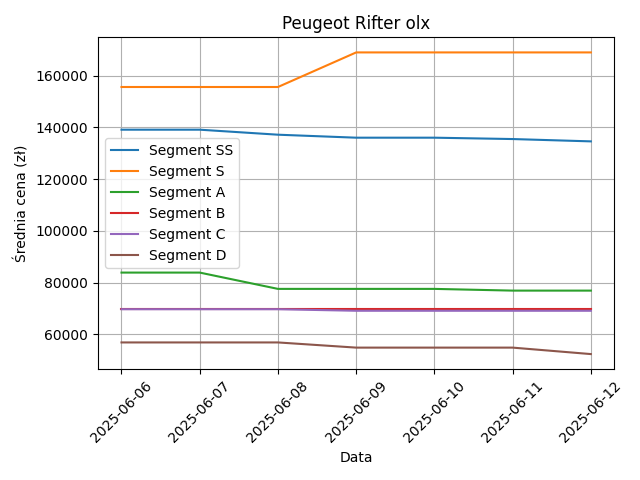 Peugeot Rifter olx
160000
140000
120000
100000
80000
60000
Średnia cena (zł)
Segment SS
Segment S
Segment A
Segment B
Segment C
Segment D
2025-06-06
2025-06-07
2025-06-08
2025-06-09
2025-06-10
2025-06-11
2025-06-12
Data